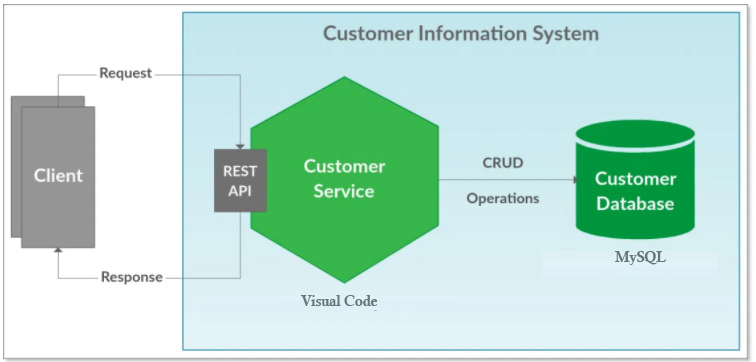 Customer Information System
Request
Client
REST
API
Customer
Service
CRUD
Operations
Customer
Database
MySQL
Response
Visual Code